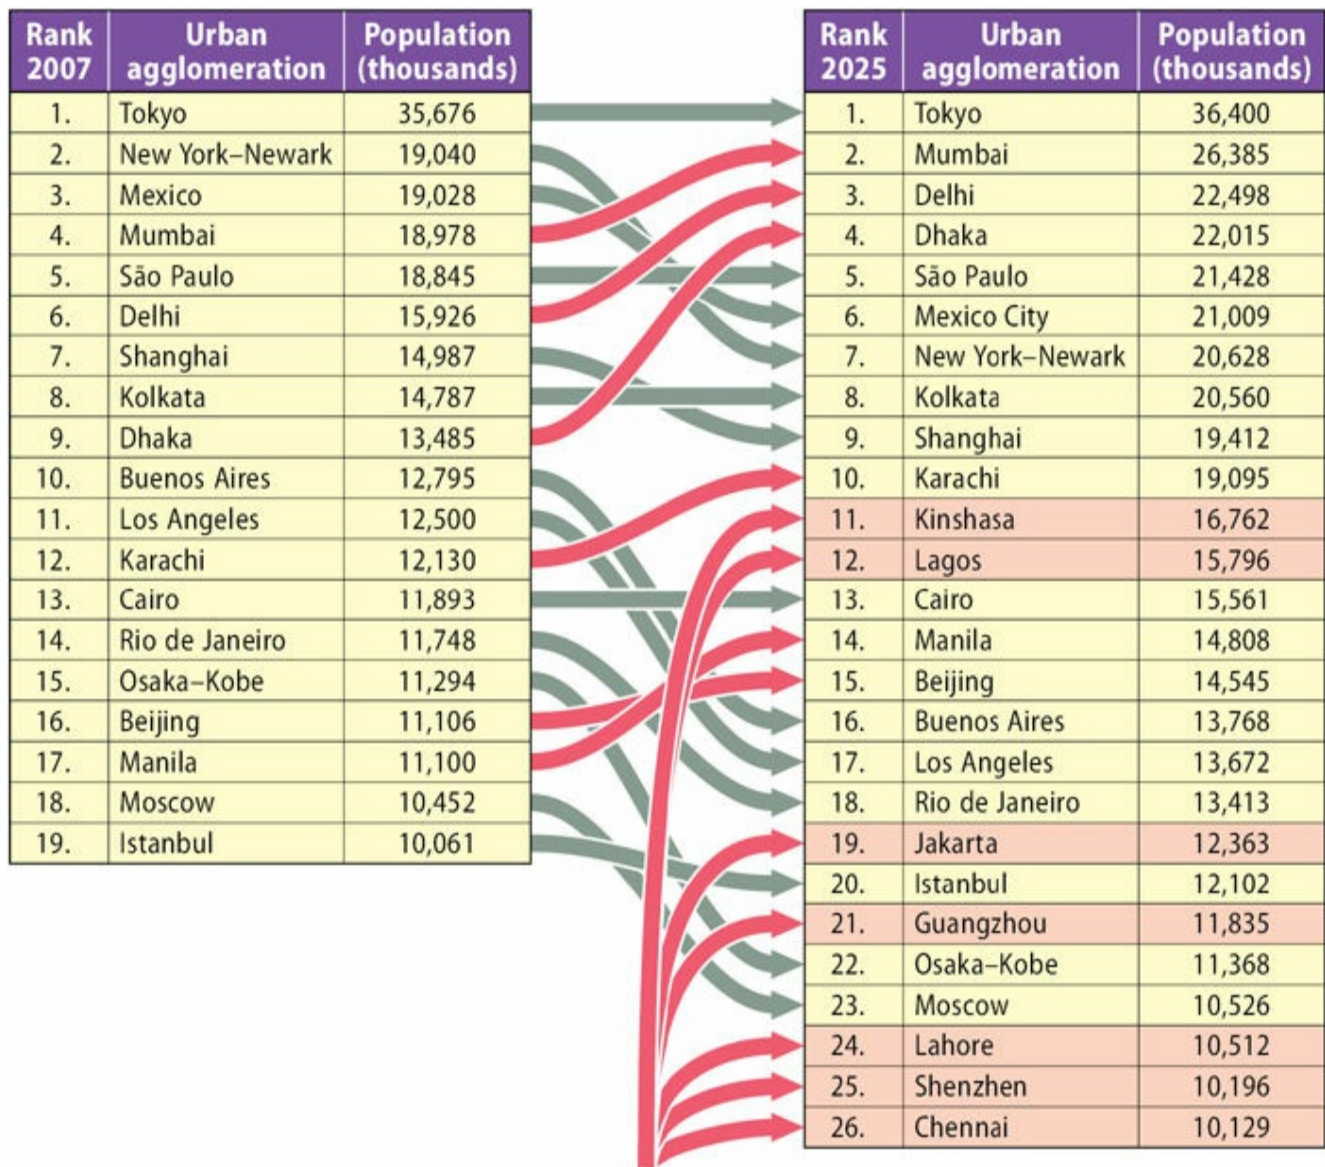 Rank 2007 Urban agglomeration Population (thousands)
1. Tokyo 35,676
2. New York–Newark 19,040
3. Mexico 19,028
4. Mumbai 18,978
5. São Paulo 18,845
6. Delhi 15,926
7. Shanghai 14,987
8. Kolkata 14,787
9. Dhaka 13,485
10. Buenos Aires 12,795
11. Los Angeles 12,500
12. Karachi 12,130
13. Cairo 11,893
14. Rio de Janeiro 11,748
15. Osaka–Kobe 11,294
16. Beijing 11,106
17. Manila 11,100
18. Moscow 10,452
19. Istanbul 10,061
Rank 2025 Urban agglomeration Population (thousands)
1. Tokyo 36,400
2. Mumbai 26,385
3. Delhi 22,498
4. Dhaka 22,015
5. São Paulo 21,428
6. Mexico City 21,009
7. New York–Newark 20,628
8. Kolkata 20,560
9. Shanghai 19,412
10. Karachi 19,095
11. Kinshasa 16,762
12. Lagos 15,796
13. Cairo 15,561
14. Manila 14,808
15. Beijing 14,545
16. Buenos Aires 13,768
17. Los Angeles 13,672
18. Rio de Janeiro 13,413
19. Jakarta 12,363
20. Istanbul 12,102
21. Guangzhou 11,835
22. Osaka–Kobe 11,368
23. Moscow 10,526
24. Lahore 10,512
25. Shenzhen 10,196
26. Chennai 10,129